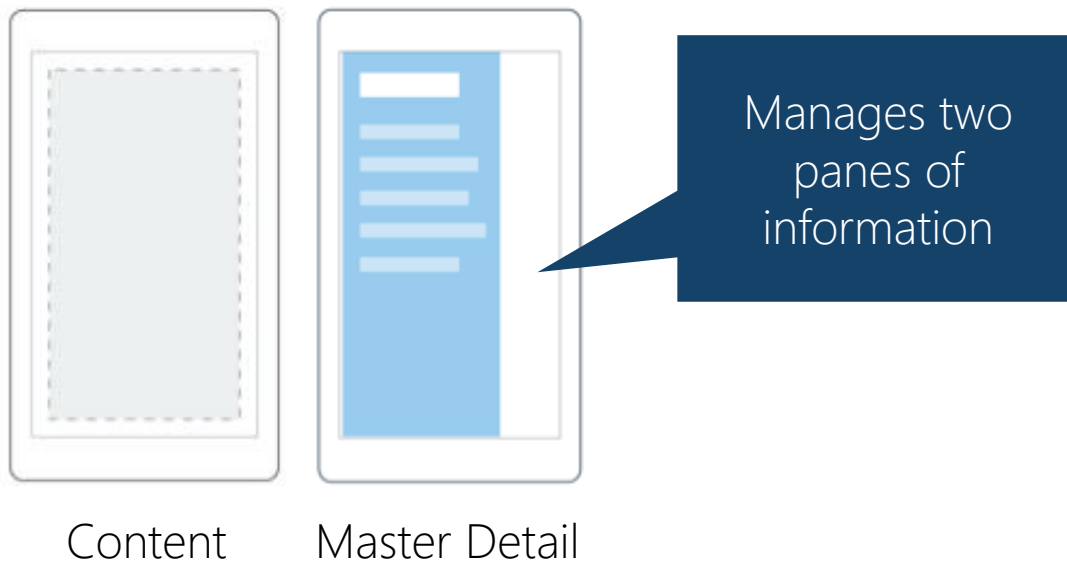 Manages two
panes of
information
Content
Master Detail